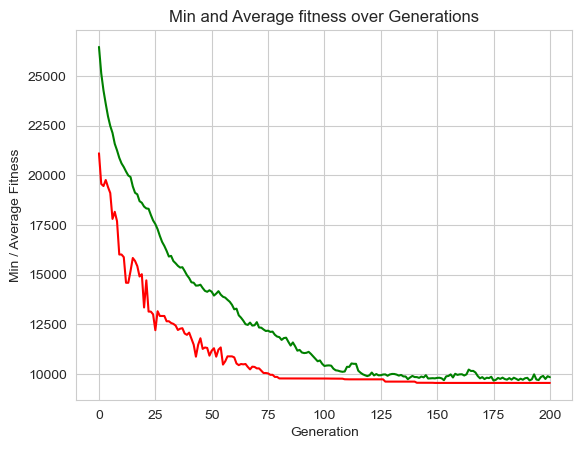 Min and Average fitness over Generations
Min / Average Fitness
25000
22500
20000
17500
15000
12500
10000
0 25 50 75 100 125 150 175 200
Generation